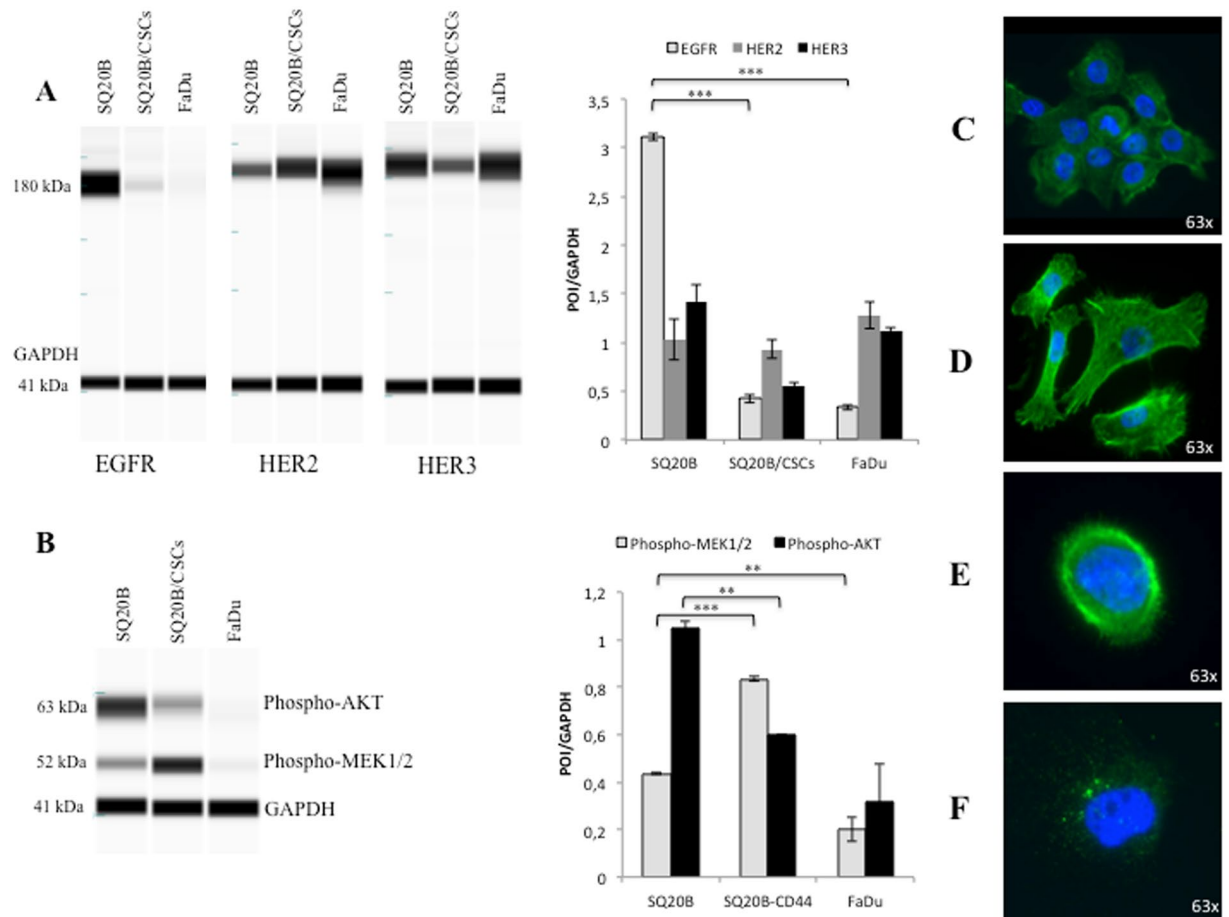 A
SQ20B
SQ20B/CSCs
FaDu
SQ20B
SQ20B/CSCs
FaDu
SQ20B
SQ20B/CSCs
FaDu
180 kDa
GAPDH
41 kDa
EGFR
HER2
HER3
EGFR HER2 HER3
***
***
3,5
3
2,5
2
1,5
1
0,5
0
POI/GAPDH
SQ20B SQ20B/CSCs FaDu
B
SQ20B
SQ20B/CSCs
FaDu
63 kDa
Phospho-AKT
52 kDa
Phospho-MEK1/2
41 kDa
GAPDH
Phospho-MEK1/2 Phospho-AKT
**
**
***
1,2
1
0,8
0,6
0,4
0,2
0
POI/GAPDH
SQ20B SQ20B-CD44 FaDu
C
63x
D
63x
E
63x
F
63x